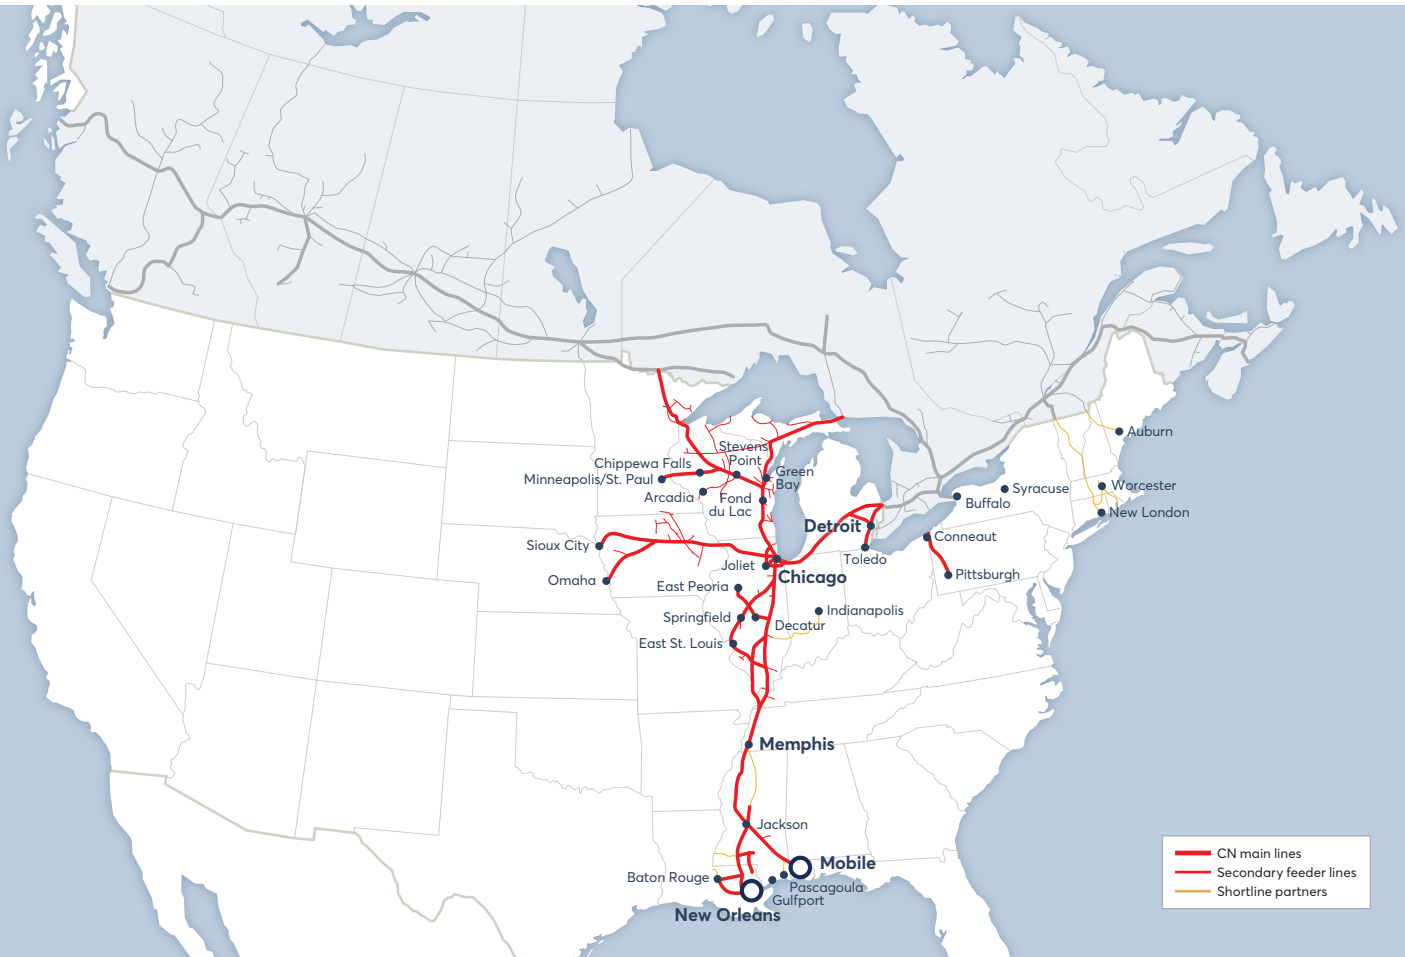 Auburn
Stevens
Point
Chippewa Falls
Green
Bay
Minneapolis/St. Paul
Arcadia
Fond
du Lac
Worcester
Syracuse
Buffalo
New London
Detroit
Conneaut
Sioux City
Toledo
Joliet
Pittsburgh
Chicago
Omaha
East Peoria
Indianapolis
Springfield
Decatur
East St. Louis
Memphis
Jackson
Mobile
Baton Rouge
Pascagoula
Gulfport
New Orleans
CN main lines
Secondary feeder lines
Shortline partners